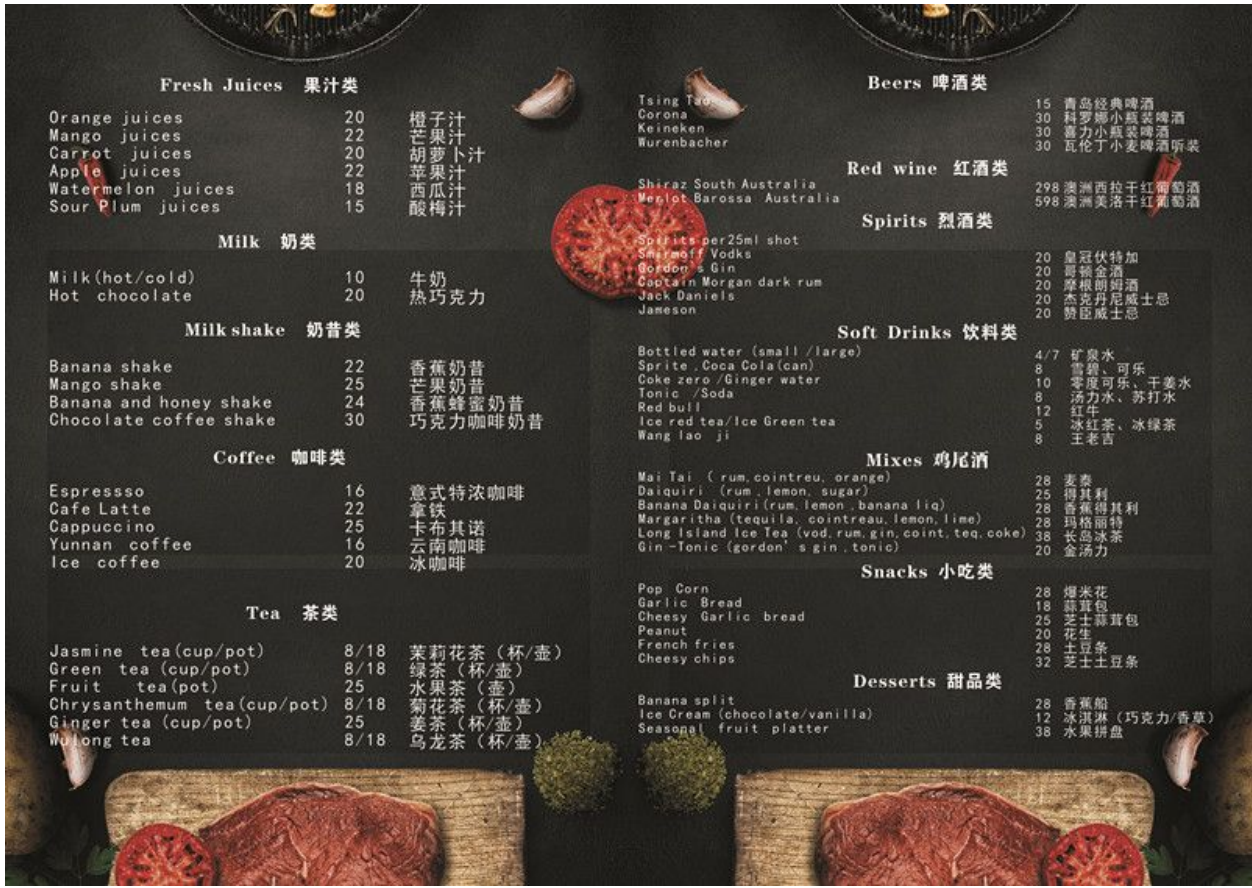 Fresh Juices 果汁类
Orange juices 20 橙子汁
Mango juices 22 芒果汁
Carrot juices 20 胡萝卜汁
Apple juices 22 苹果汁
Watermelon juices 18 西瓜汁
Sour Plum juices 15 酸梅汁
Milk 奶类
Milk(hot/cold) 10 牛奶
Hot chocolate 20 热巧克力
Milk shake 奶昔类
Banana shake 22 香蕉奶昔
Mango shake 25 芒果奶昔
Banana and honey shake 24 香蕉蜂蜜奶昔
Chocolate coffee shake 30 巧克力咖啡奶昔
Coffee 咖啡类
Espressso 16 意式特浓咖啡
Cafe Latte 22 拿铁
Cappuccino 25 卡布其诺
Yunnan coffee 16 云南咖啡
Ice coffee 20 冰咖啡
Tea 茶类
Jasmine tea(cup/pot) 8/18 茉莉花茶（杯/壶）
Green tea(cup/pot) 8/18 绿茶（杯/壶）
Fruit tea(pot) 25 水果茶（壶）
Chrysanthemum tea(cup/pot) 8/18 菊花茶（杯/壶）
Ginger tea (cup/pot) 25 姜茶（杯/壶）
Wulong tea 8/18 乌龙茶（杯/壶）
Beers 啤酒类
Tsing Tao 15 青岛经典啤酒
Corona 30 科罗娜小瓶装啤酒
Keineken 30 喜力小瓶装啤酒
Wurenbacher 30 瓦伦丁小麦啤酒听装
Red wine 红酒类
Shiraz South Australia 298 澳洲西拉干红葡萄酒
Merlot Barossa Australia 598 澳洲美洛干红葡萄酒
Spirits 烈酒类
Spirits per25ml shot
Smirnoff Vodks 20 皇冠伏特加
Gordon's Gin 20 哥顿金酒
Captain Morgan dark rum 20 摩根朗姆酒
Jack Daniels 20 杰克丹尼威士忌
Jameson 20 赞臣威士忌
Soft Drinks 饮料类
Bottled water (small /large) 4/7 矿泉水
Sprite ,Coca Cola(can) 8 雪碧、可乐
Coke zero /Ginger water 10 零度可乐、干姜水
Tonic /Soda 8 汤力水、苏打水
Red bull 12 红牛
Ice red tea/Ice Green tea 5 冰红茶、冰绿茶
Wang lao ji 8 王老吉
Mixes 鸡尾酒
Mai Tai ( rum,cointreu, orange) 28 麦泰
Daiquiri (rum, lemon, sugar) 25 得其利
Banana Daiquiri(rum, lemon ,banana liq) 28 香蕉得其利
Margaritha (tequila, cointreau,lemon, lime) 28 玛格丽特
Long Island Ice Tea (vod,rum,gin,coint,teq,coke) 38 长岛冰茶
Gin-Tonic (gordon' s gin ,tonic) 20 金汤力
Snacks 小吃类
Pop Corn 28 爆米花
Garlic Bread 18 蒜茸包
Cheesy Garlic bread 25 芝士蒜茸包
Peanut 20 花生
French fries 28 土豆条
Cheesy chips 32 芝士土豆条
Desserts 甜品类
Banana split 28 香蕉船
Ice Cream (chocolate/vanilla) 12 冰淇淋（巧克力/香草）
Seasonal fruit platter 38 水果拼盘